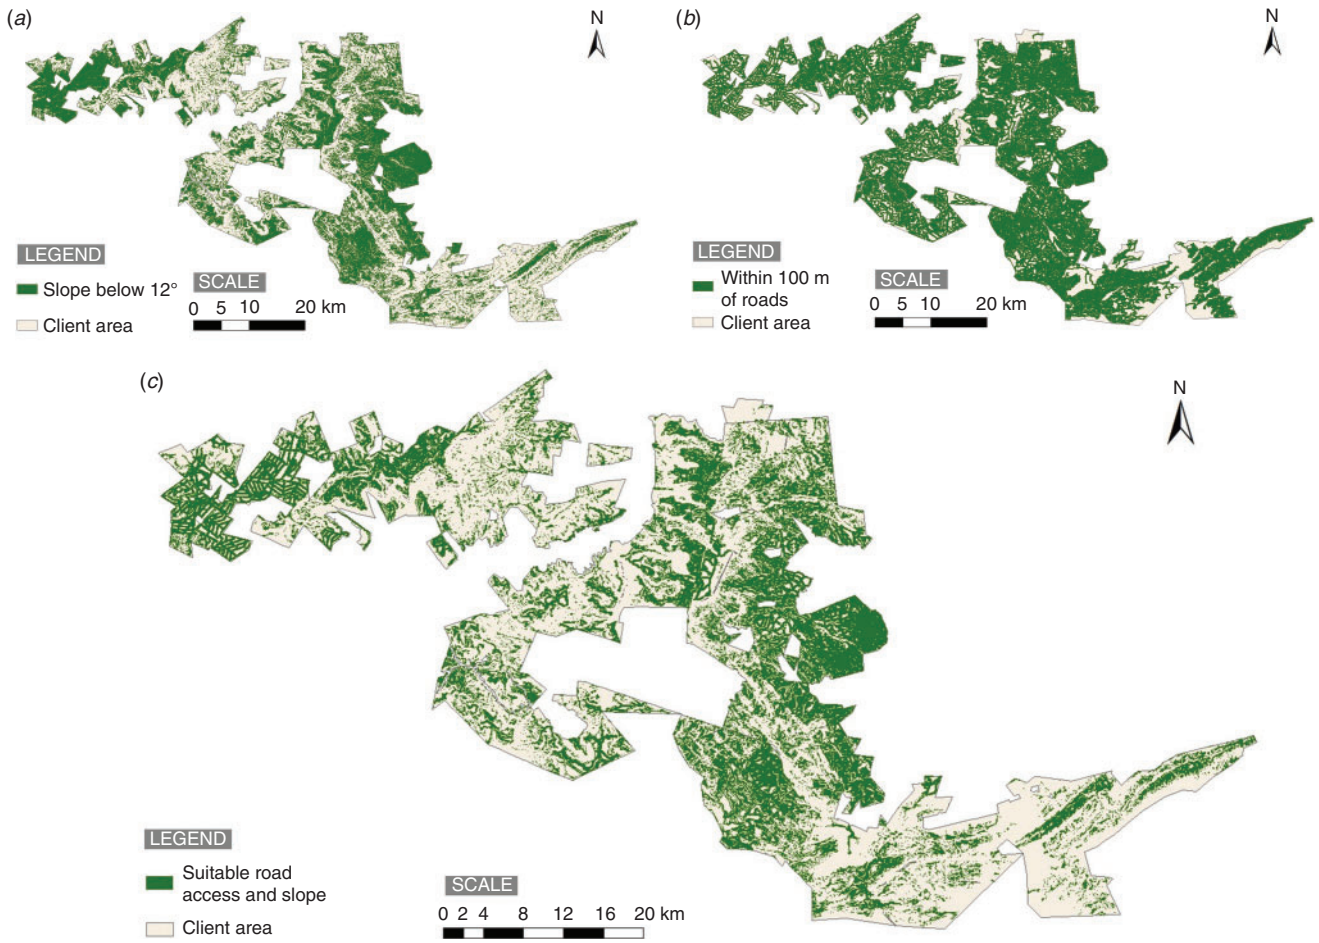 (a)
N
LEGEND
Slope below 12°
Client area
SCALE
0 5 10 20 km
(b)
N
LEGEND
Within 100 m
of roads
Client area
SCALE
0 5 10 20 km
(c)
N
LEGEND
Suitable road
access and slope
Client area
SCALE
0 2 4 8 12 16 20 km